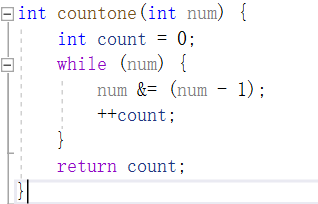 int countone(int num) {
    int count = 0;
    while (num) {
        num &= (num - 1);
        ++count;
    }
    return count;
}